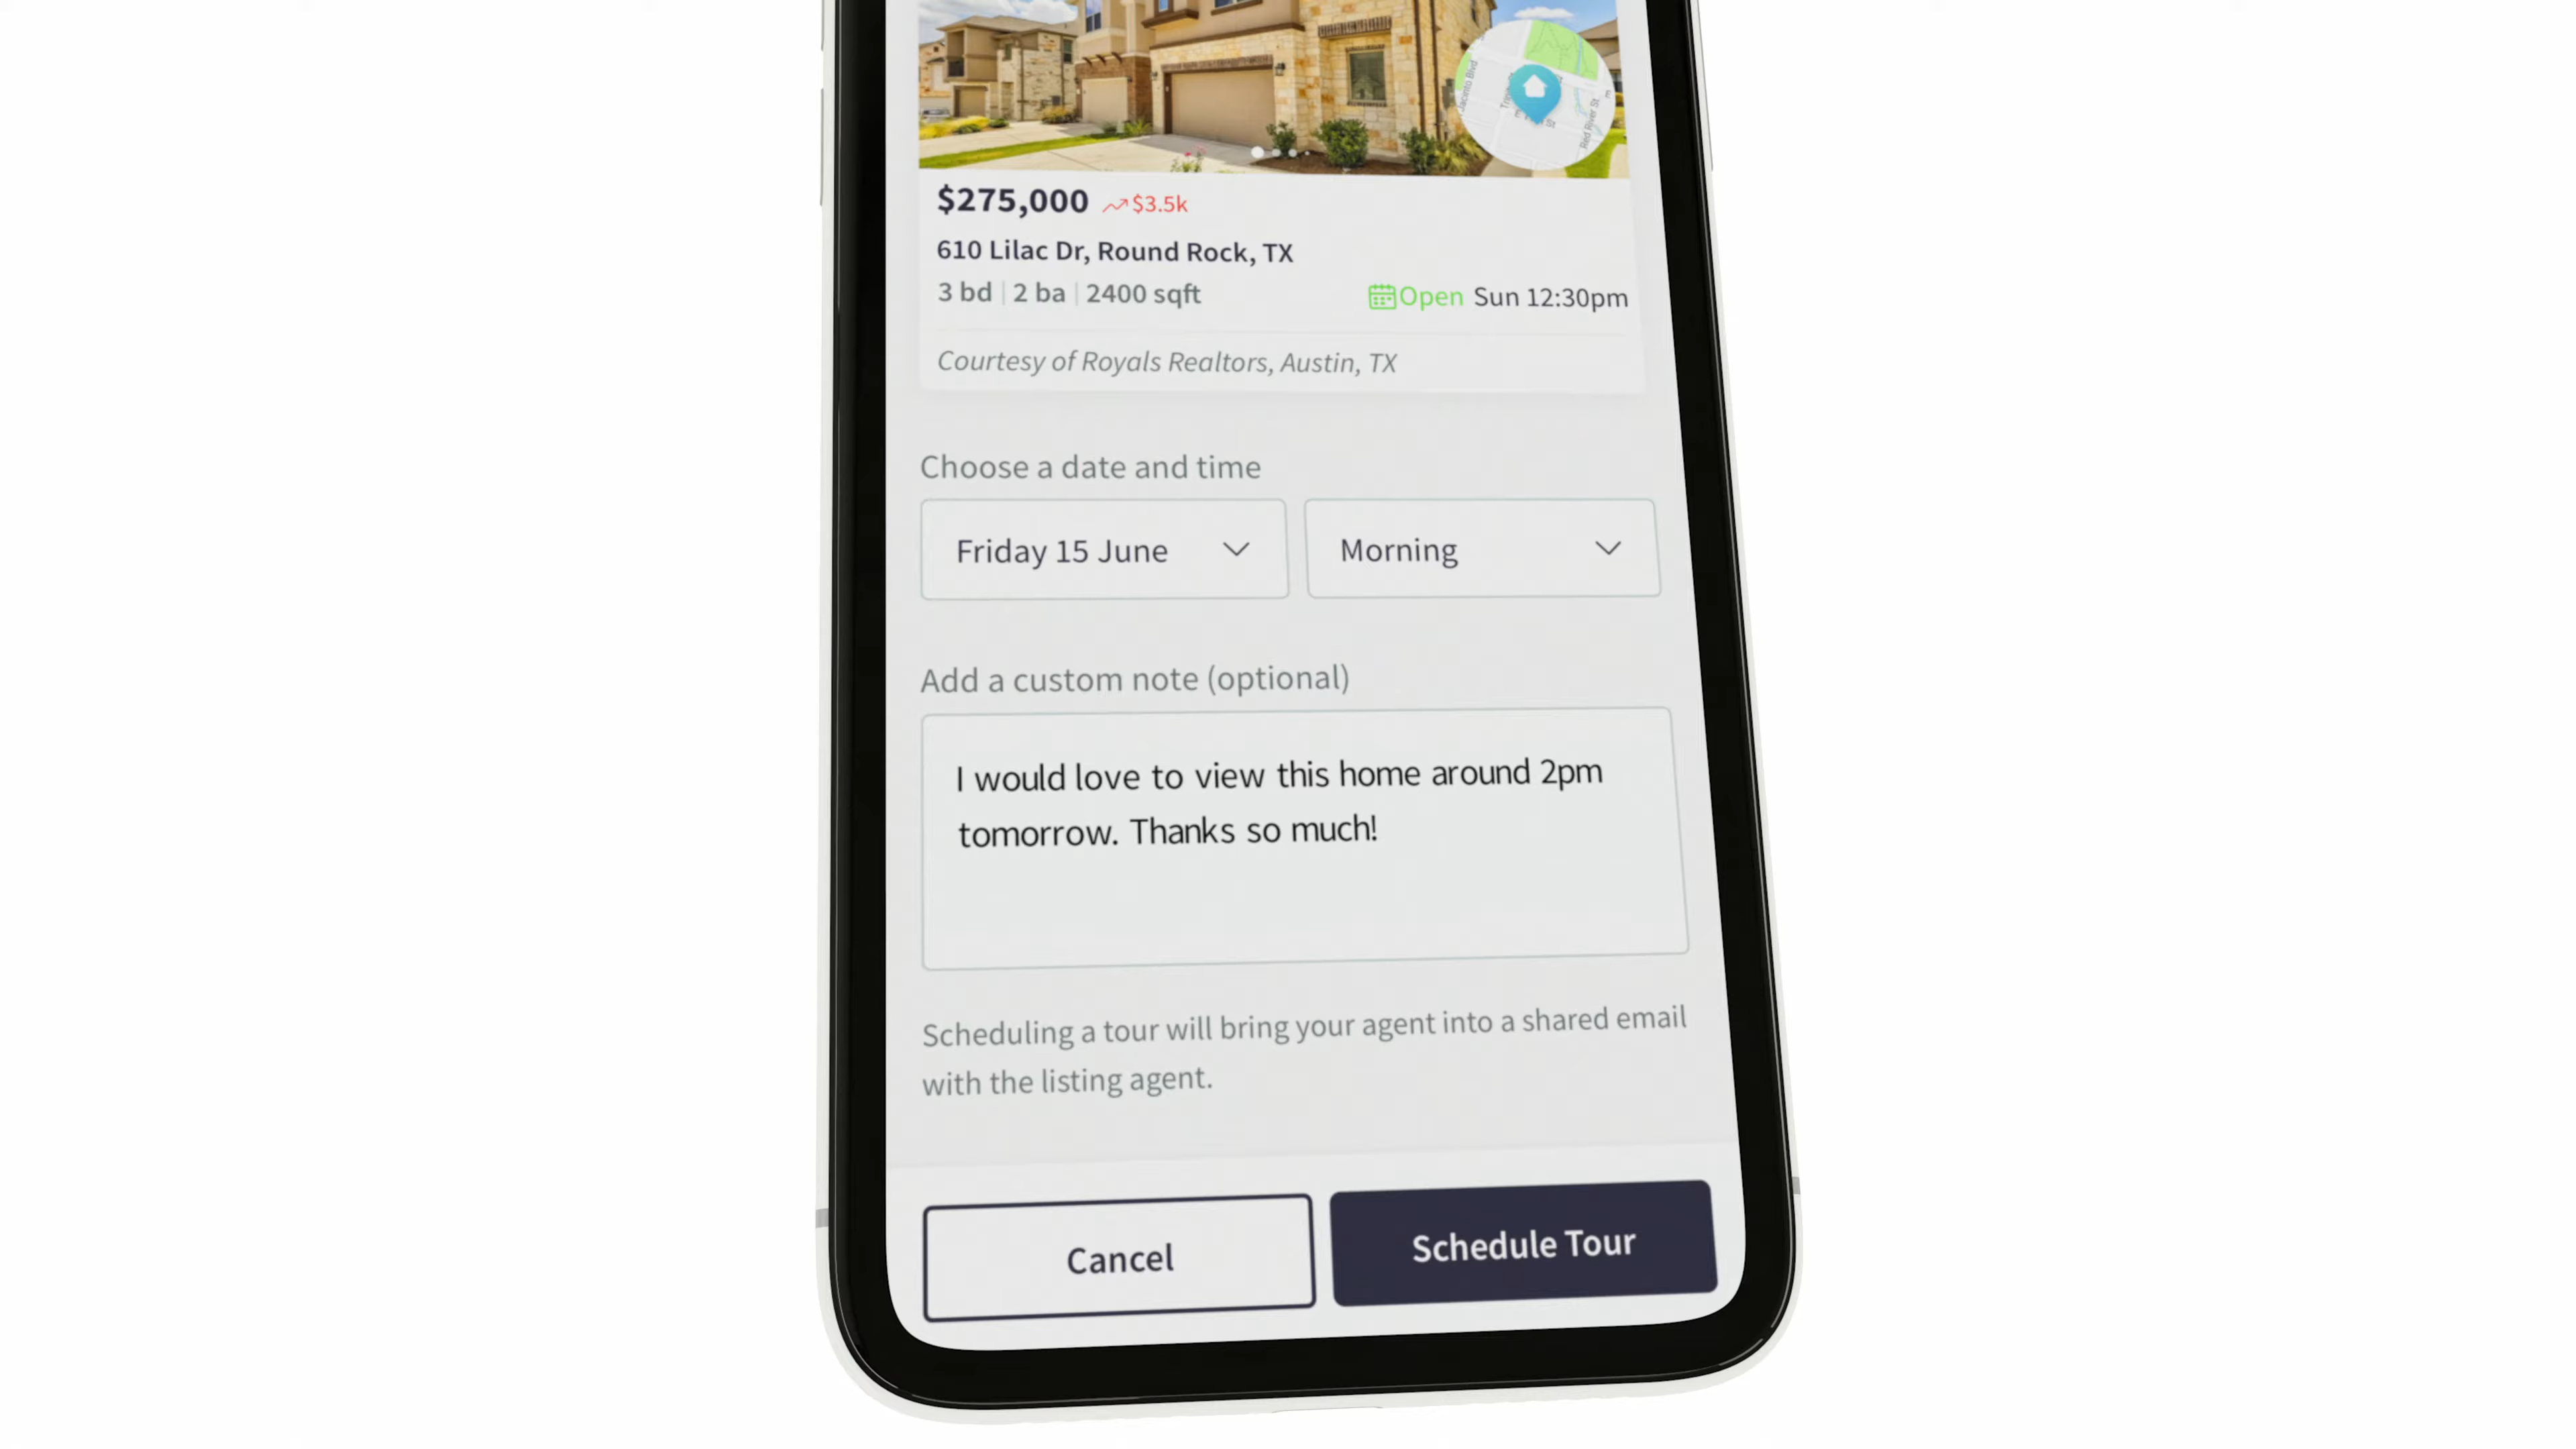 $275,000 $3.5k
610 Lilac Dr, Round Rock, TX
3 bd 2 ba 2400 sqft Open Sun 12:30pm
Courtesy of Royals Realtors, Austin, TX
Choose a date and time
Friday 15 June Morning
Add a custom note (optional)
I would love to view this home around 2pm
tomorrow. Thanks so much!
Scheduling a tour will bring your agent into a shared email
with the listing agent.
Cancel Schedule Tour
Red River St